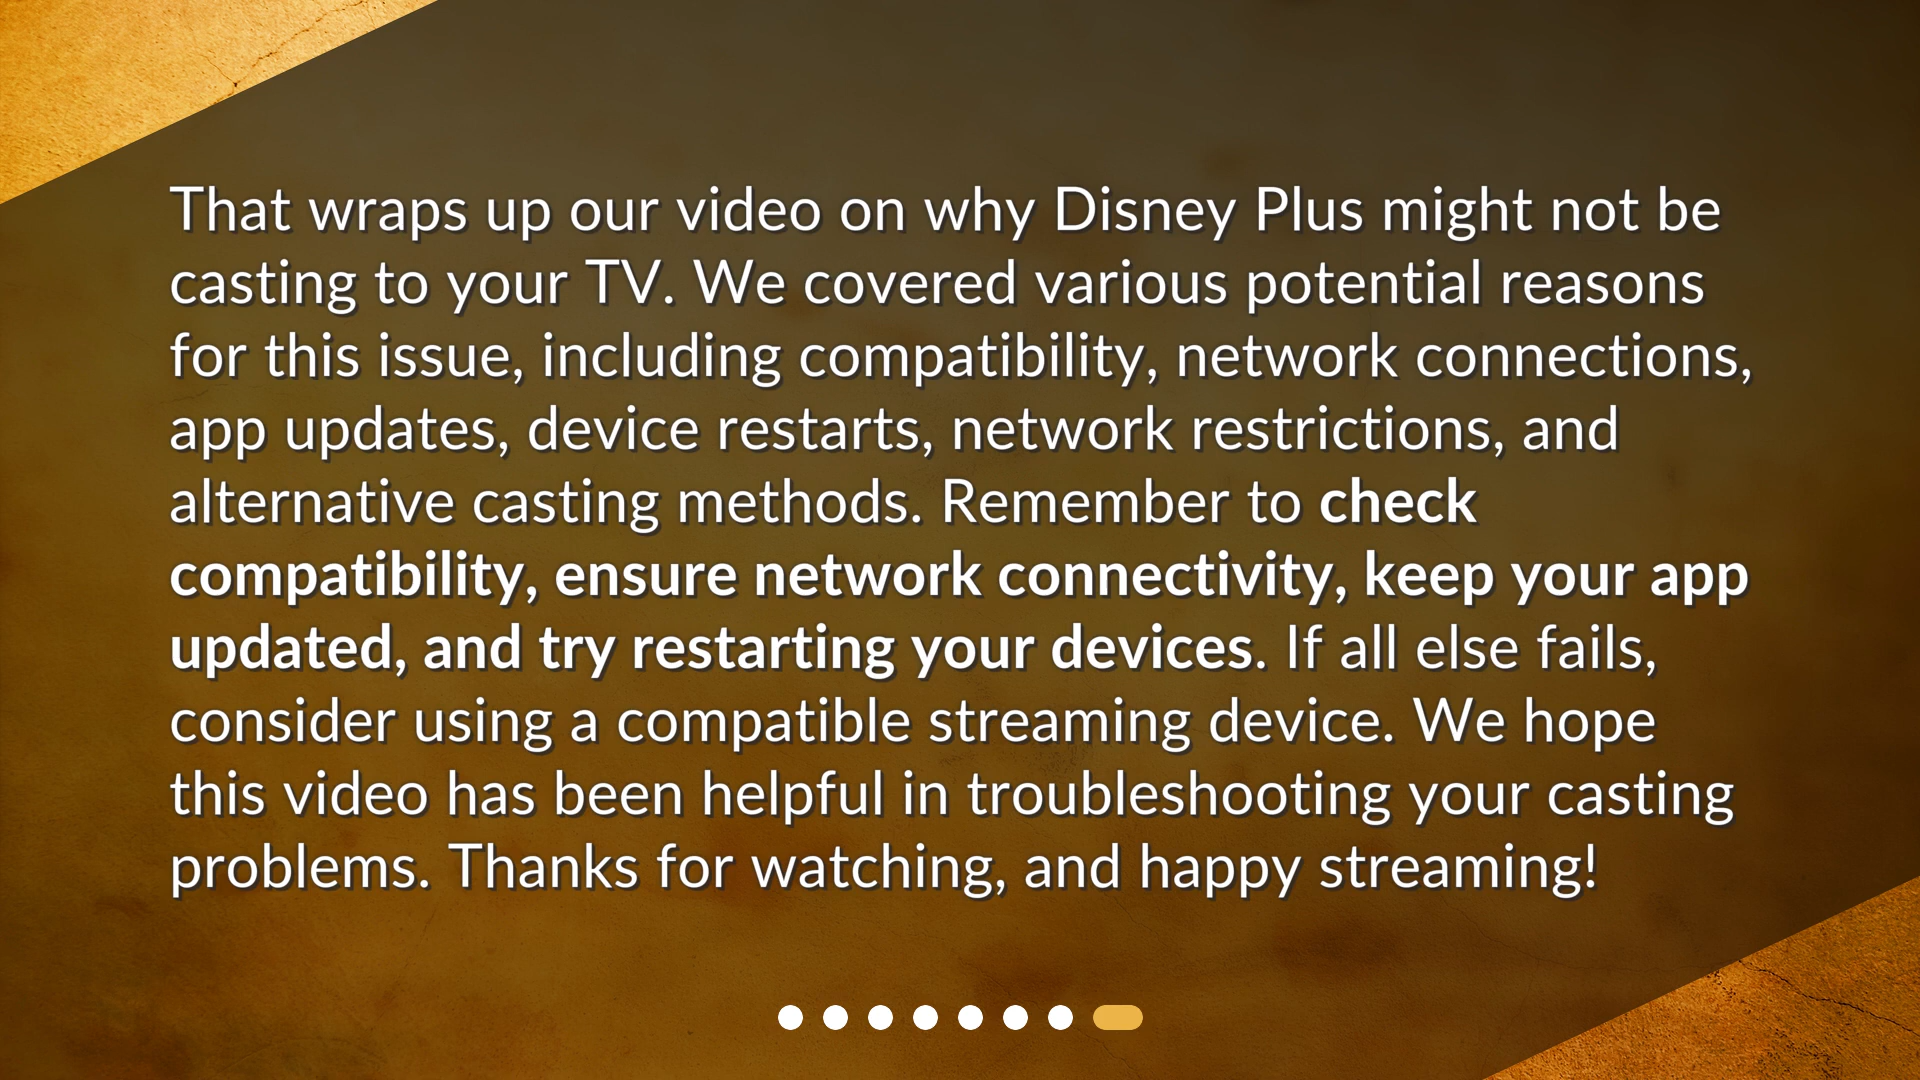 That wraps up our video on why Disney Plus might not be
casting to your TV. We covered various potential reasons
for this issue, including compatibility, network connections,
app updates, device restarts, network restrictions, and
alternative casting methods. Remember to check
compatibility, ensure network connectivity, keep your app
updated, and try restarting your devices. If all else fails,
consider using a compatible streaming device. We hope
this video has been helpful in troubleshooting your casting
problems. Thanks for watching, and happy streaming!